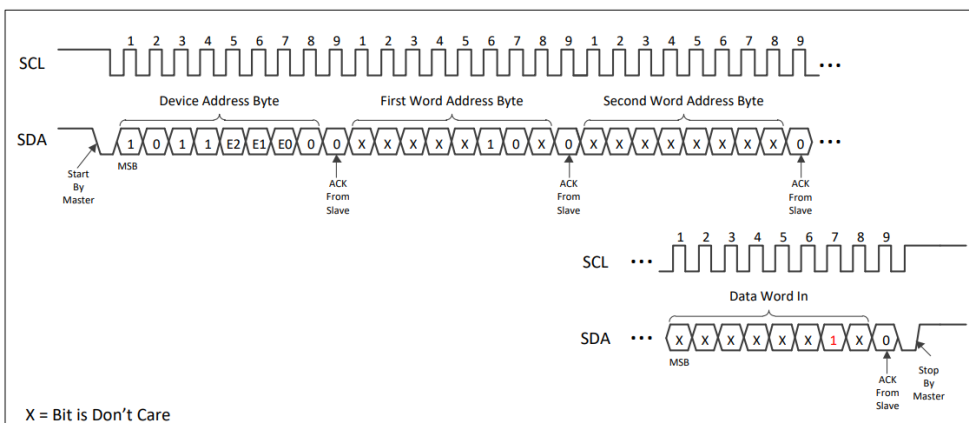 1 2 3 4 5 6 7 8 9 1 2 3 4 5 6 7 8 9 1 2 3 4 5 6 7 8 9
SCL ...
Device Address Byte First Word Address Byte Second Word Address Byte
SDA 1 0 1 1 E2 E1 E0 0 0 X X X X X 1 0 X 0 X X X X X X X X 0 ...
MSB
Start
By
Master
ACK
From
Slave
ACK
From
Slave
ACK
From
Slave
1 2 3 4 5 6 7 8 9
SCL ...
Data Word In
SDA ... X X X X X X 1 X 0
MSB
ACK
From
Slave
Stop
By
Master
X = Bit is Don't Care